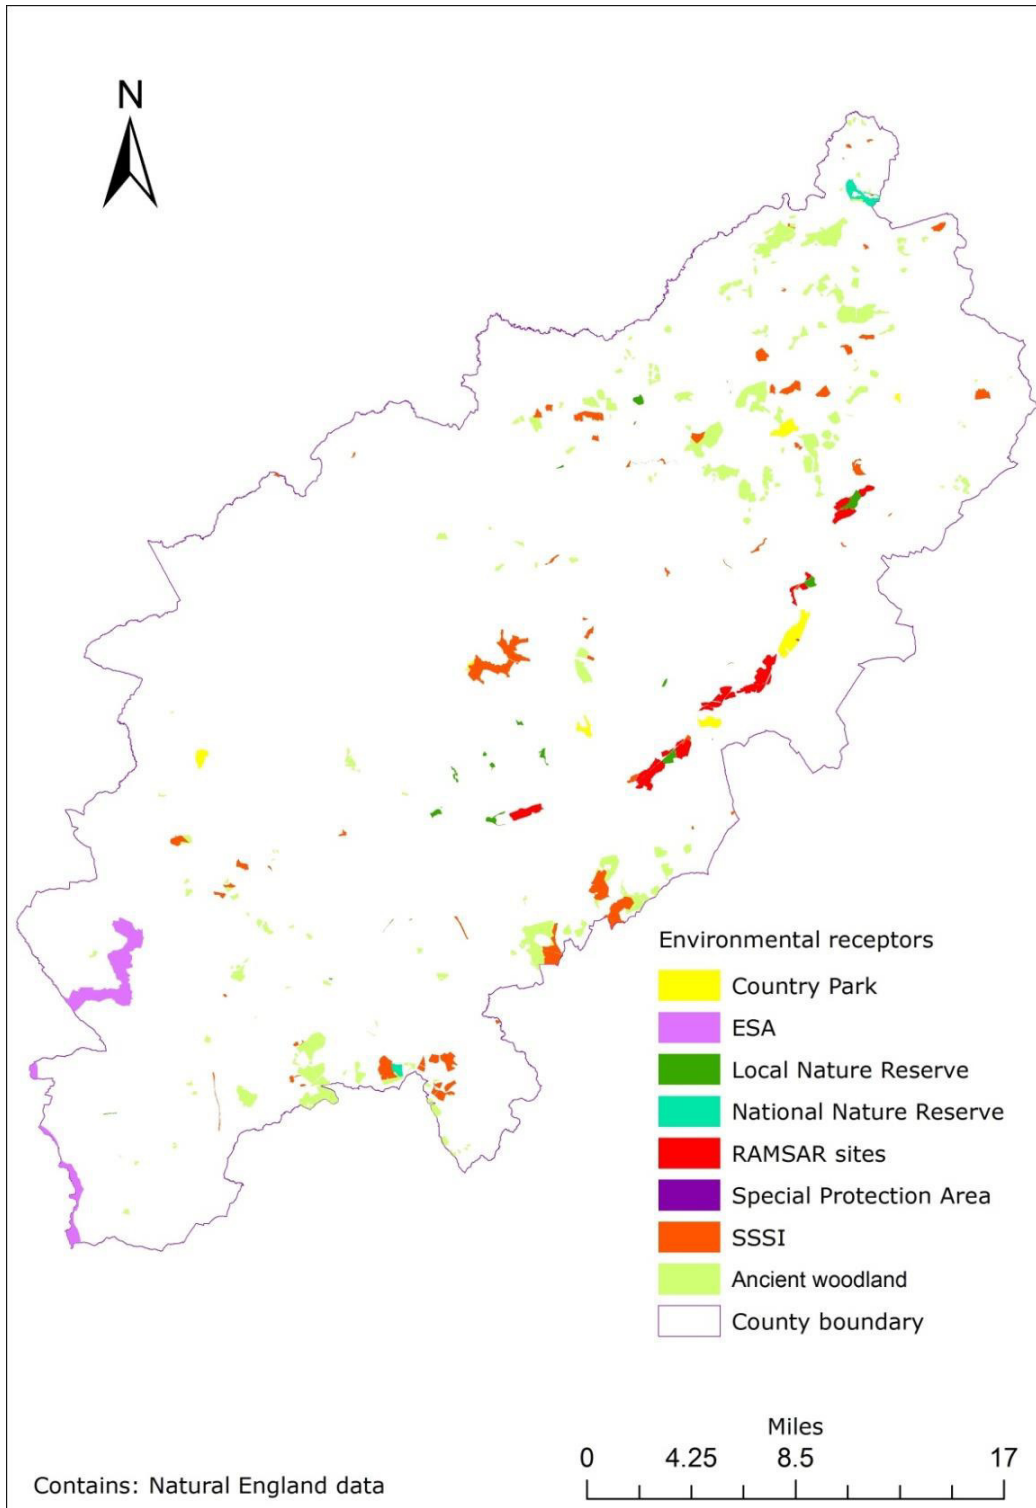 N
Environmental receptors
Country Park
ESA
Local Nature Reserve
National Nature Reserve
RAMSAR sites
Special Protection Area
SSSI
Ancient woodland
County boundary
Miles
0 4.25 8.5 17
Contains: Natural England data